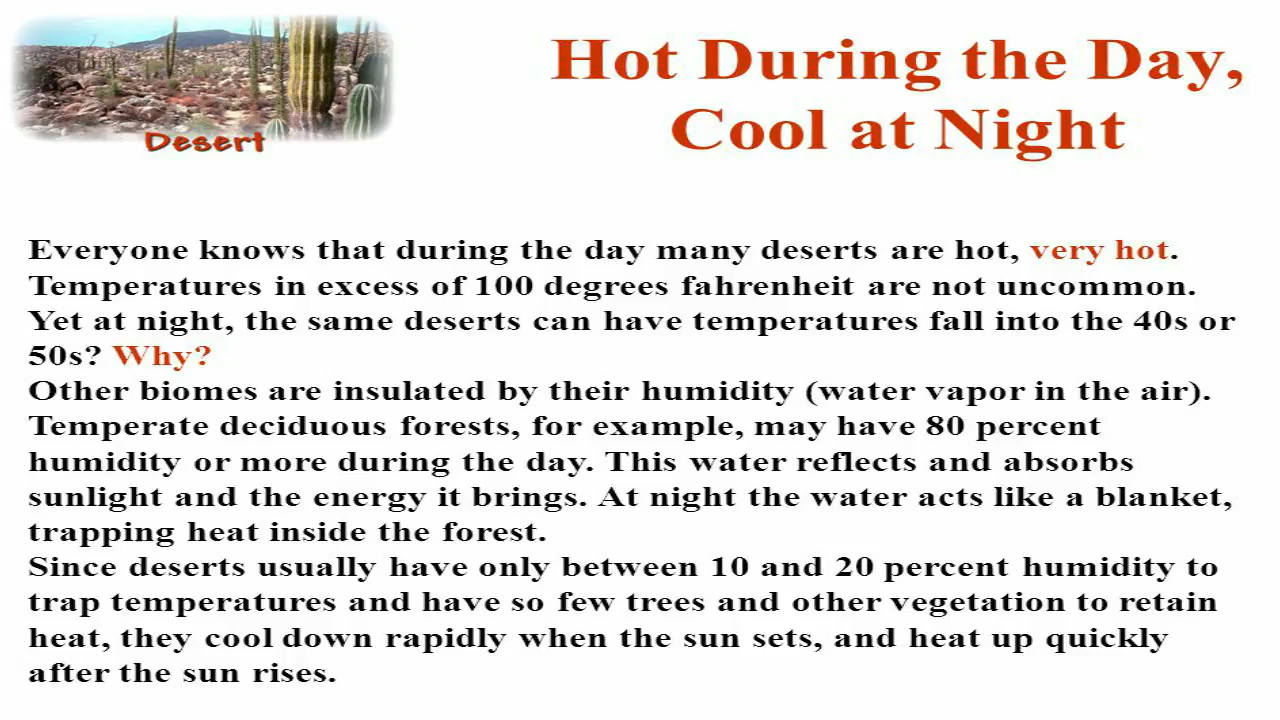 Desert
Hot During the Day,
Cool at Night
Everyone knows that during the day many deserts are hot, very hot.
Temperatures in excess of 100 degrees fahrenheit are not uncommon.
Yet at night, the same deserts can have temperatures fall into the 40s or
50s? Why?
Other biomes are insulated by their humidity (water vapor in the air).
Temperate deciduous forests, for example, may have 80 percent
humidity or more during the day. This water reflects and absorbs
sunlight and the energy it brings. At night the water acts like a blanket,
trapping heat inside the forest.
Since deserts usually have only between 10 and 20 percent humidity to
trap temperatures and have so few trees and other vegetation to retain
heat, they cool down rapidly when the sun sets, and heat up quickly
after the sun rises.